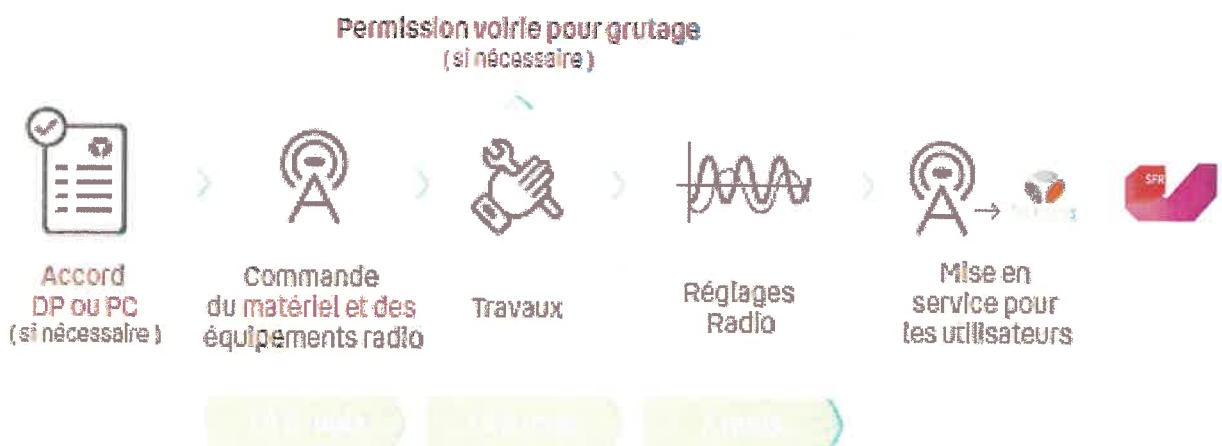 Permission voirie pour grutage
(si nécessaire)
SFR
Accord
DP ou PC
(si nécessaire)
Commande
du matériel et des
équipements radio
Travaux
Réglages
Radio
Mise en
service pour
les utilisateurs